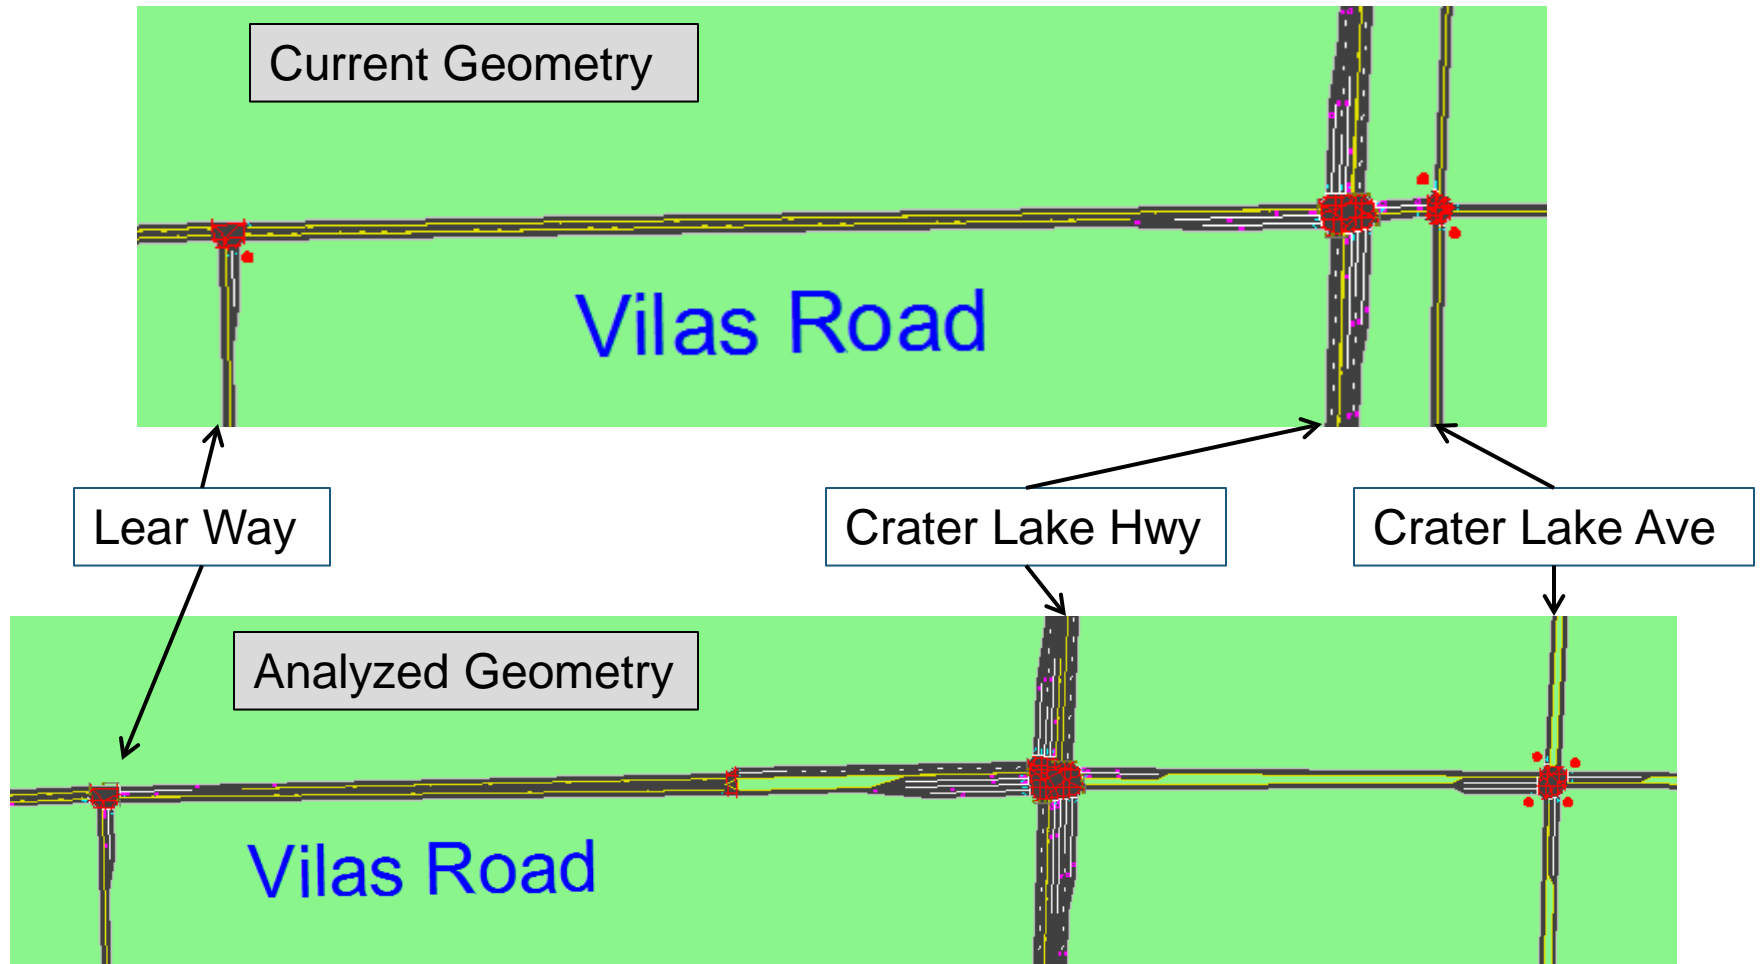 Current Geometry
Vilas Road
Lear Way
Crater Lake Hwy
Crater Lake Ave
Analyzed Geometry
Vilas Road